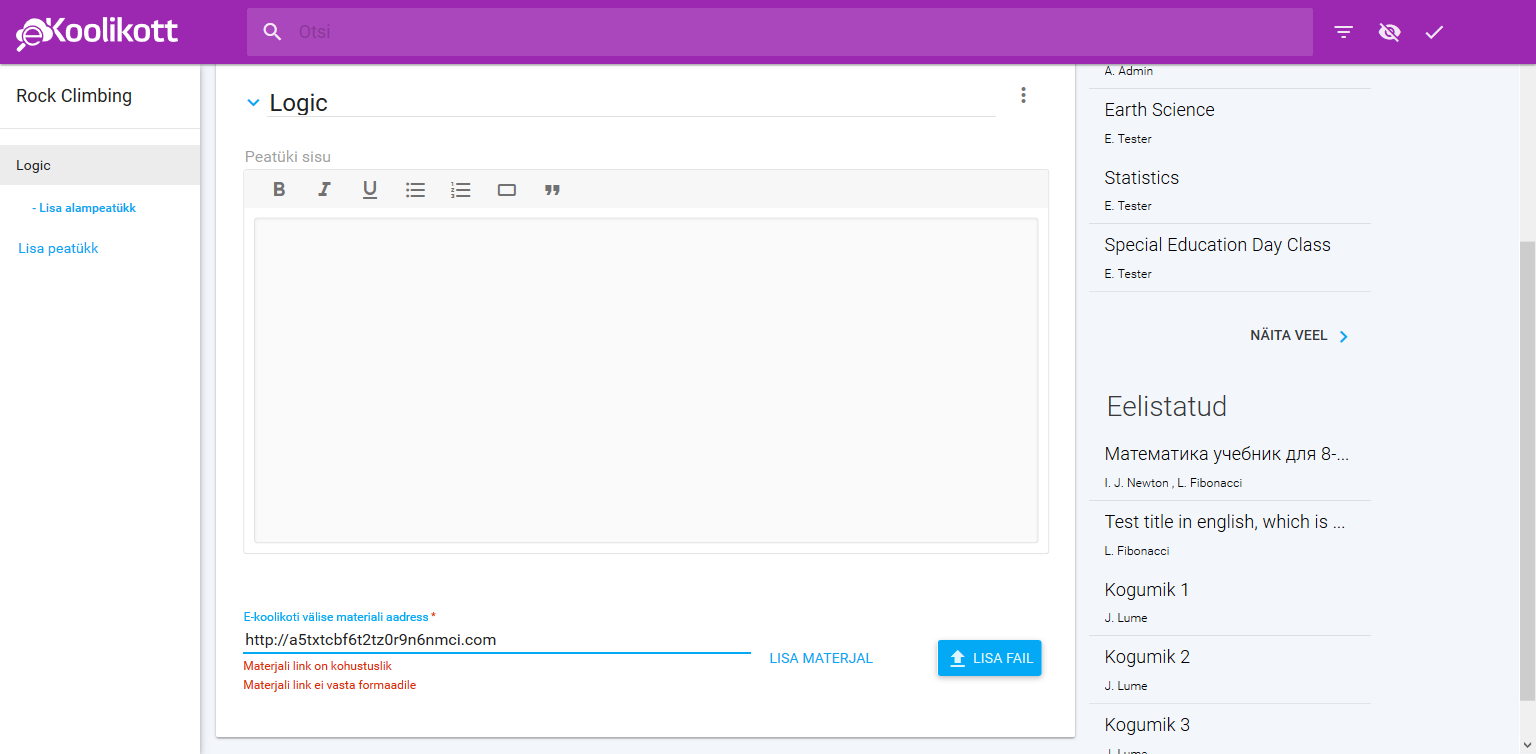 eKoolikott
Otsi
Rock Climbing
Logic
- Lisa alampeatükk
Lisa peatükk
Logic
Peatüki sisu
B I U
E-koolikoti välise materiali aadress *
http://a5txtcbf6t2tz0r9n6nmci.com
Materjali link on kohustuslik
Materjali link ei vasta formaadile
LISA MATERJAL
LISA FAIL
A. Admin
Earth Science
E. Tester
Statistics
E. Tester
Special Education Day Class
E. Tester
NÄITA VEEL
Eelistatud
Математика учебник для 8-...
I. J. Newton , L. Fibonacci
Test title in english, which is ...
L. Fibonacci
Kogumik 1
J. Lume
Kogumik 2
J. Lume
Kogumik 3
J. Lume